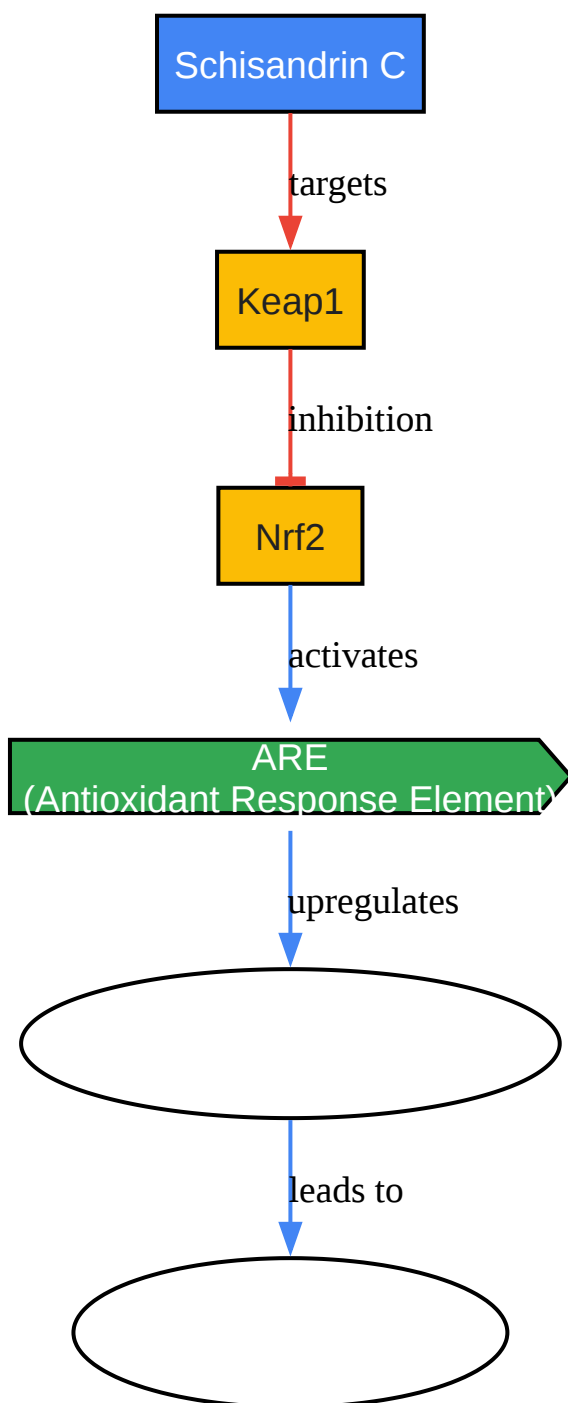 Schisandrin C
targets
Keap1
inhibition
Nrf2
activates
ARE
(Antioxidant Response Element)
upregulates
leads to